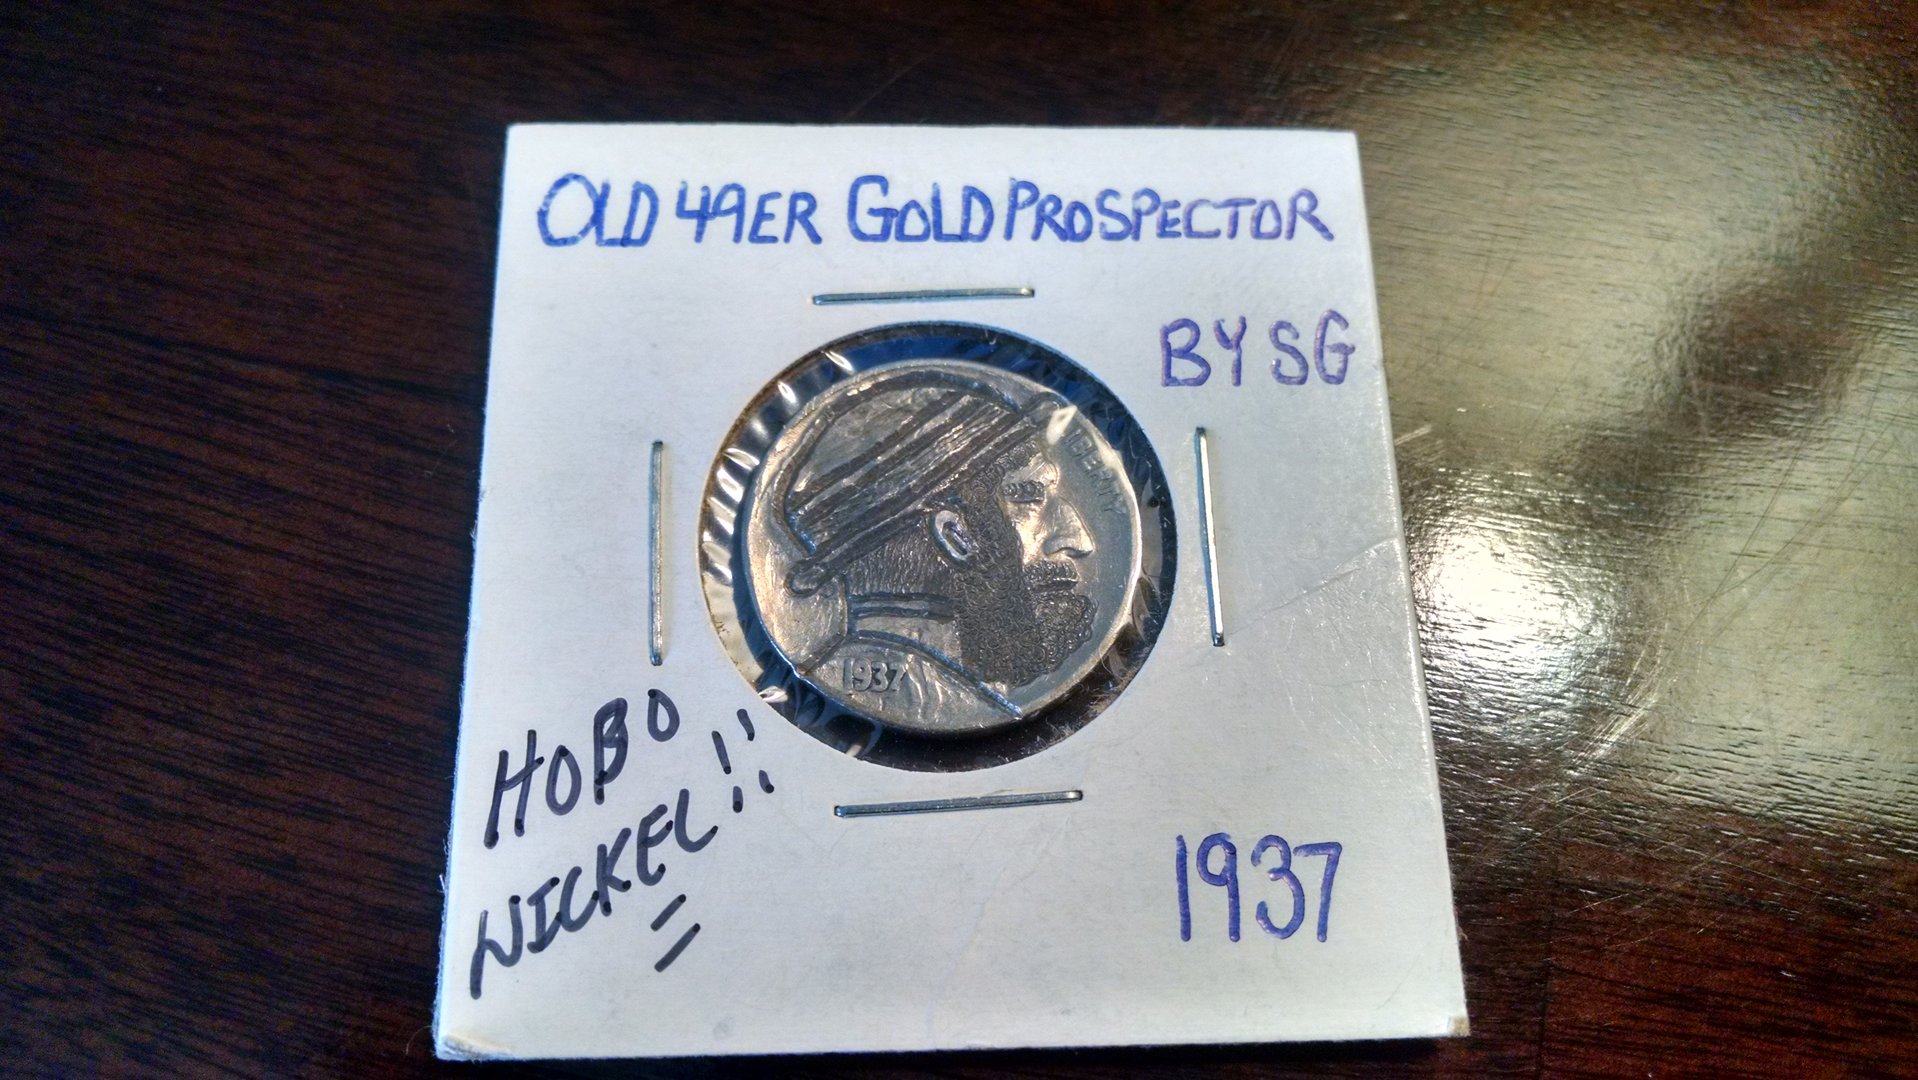 OLD 49ER GOLD PROSPECTOR
BY SG
LIBERTY
1937
HOBO
NICKEL!!
1937